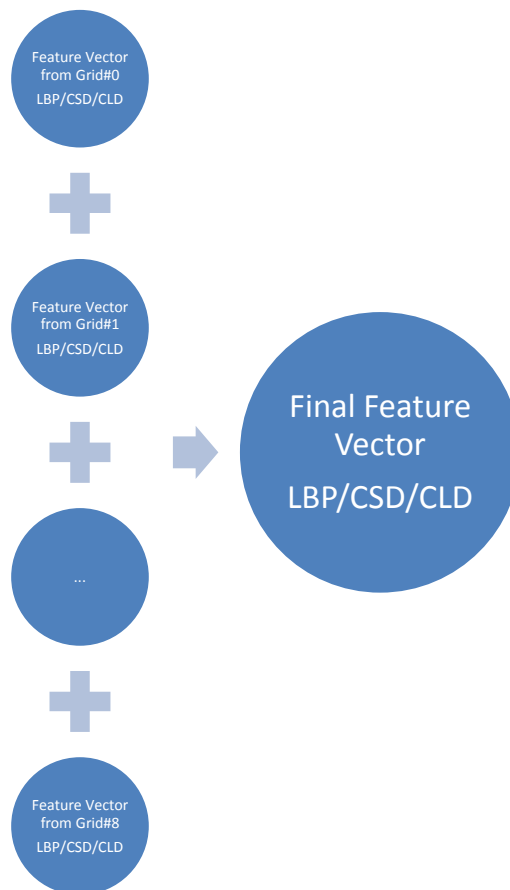 Feature Vector
from Grid#0
LBP/CSD/CLD
Feature Vector
from Grid#1
LBP/CSD/CLD
...
Feature Vector
from Grid#8
LBP/CSD/CLD
Final Feature
Vector
LBP/CSD/CLD